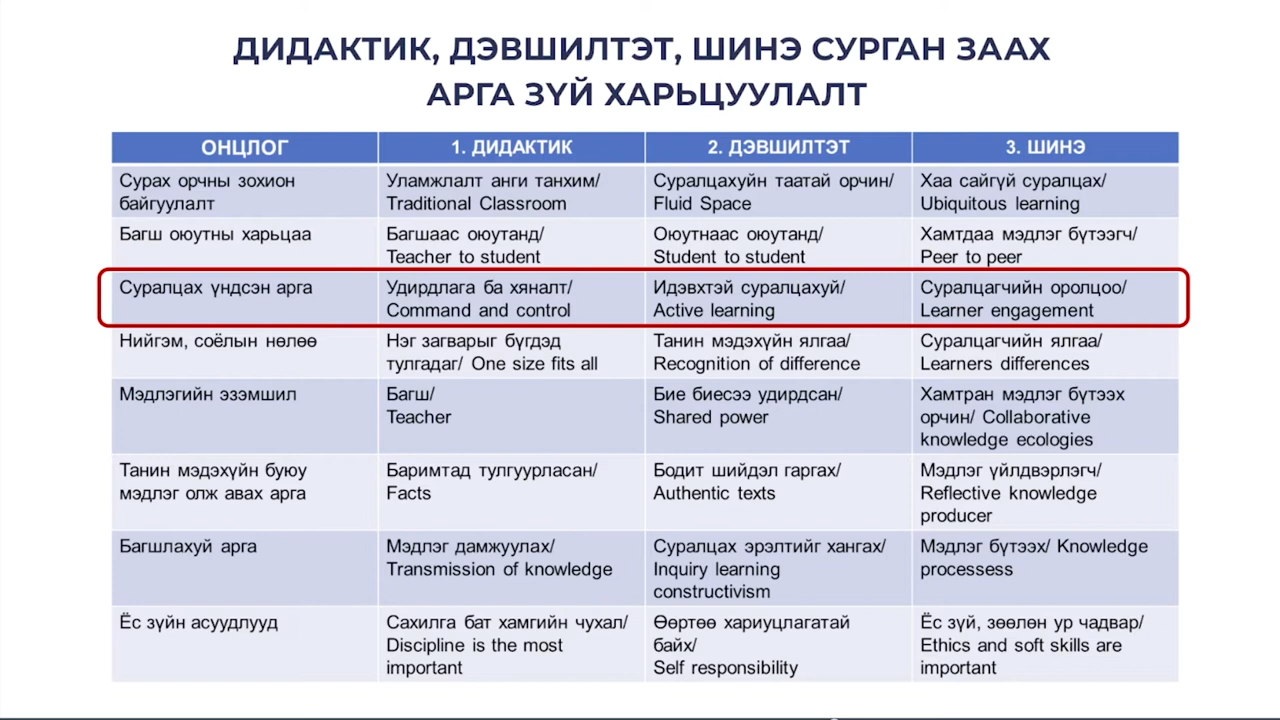 ДИДАКТИК, ДЭВШИЛТЭТ, ШИНЭ СУРГАН ЗААХ
АРГА ЗҮЙ ХАРЬЦУУЛАЛТ
ОНЦЛОГ
1. ДИДАКТИК
2. ДЭВШИЛТЭТ
3. ШИНЭ
Сурах орчны зохион
байгуулалт
Уламжлалт анги танхим/
Traditional Classroom
Суралцахуйн таатай орчин/
Fluid Space
Хаа сайгүй суралцах/
Ubiquitous learning
Багш оюутны харьцаа
Багшаас оюутанд/
Teacher to student
Оюутнаас оюутанд/
Student to student
Хамтдаа мэдлэг бүтээгч/
Peer to peer
Суралцах үндсэн арга
Удирдлага ба хяналт/
Command and control
Идэвхтэй суралцахуй/
Active learning
Суралцагчийн оролцоо/
Learner engagement
Нийгэм, соёлын нөлөө
Нэг загварыг бүгдэд
тулгадаг/ One size fits all
Танин мэдэхүйн ялгаа/
Recognition of difference
Суралцагчийн ялгаа/
Learners differences
Мэдлэгийн эзэмшил
Багш/
Teacher
Бие биесээ удирдсан/
Shared power
Хамтран мэдлэг бүтээх
орчин/ Collaborative
knowledge ecologies
Танин мэдэхүйн буюу
мэдлэг олж авах арга
Баримтад тулгуурласан/
Facts
Бодит шийдэл гаргах/
Authentic texts
Мэдлэг үйлдвэрлэгч/
Reflective knowledge
producer
Багшлахуй арга
Мэдлэг дамжуулах/
Transmission of knowledge
Суралцах эрэлтийг хангах/
Inquiry learning
constructivism
Мэдлэг бүтээх/ Knowledge
processess
Ёс зүйн асуудлууд
Сахилга бат хамгийн чухал/
Discipline is the most
important
Өөртөө хариуцлагатай
байх/
Self responsibility
Ёс зүй, зөөлөн ур чадвар/
Ethics and soft skills are
important